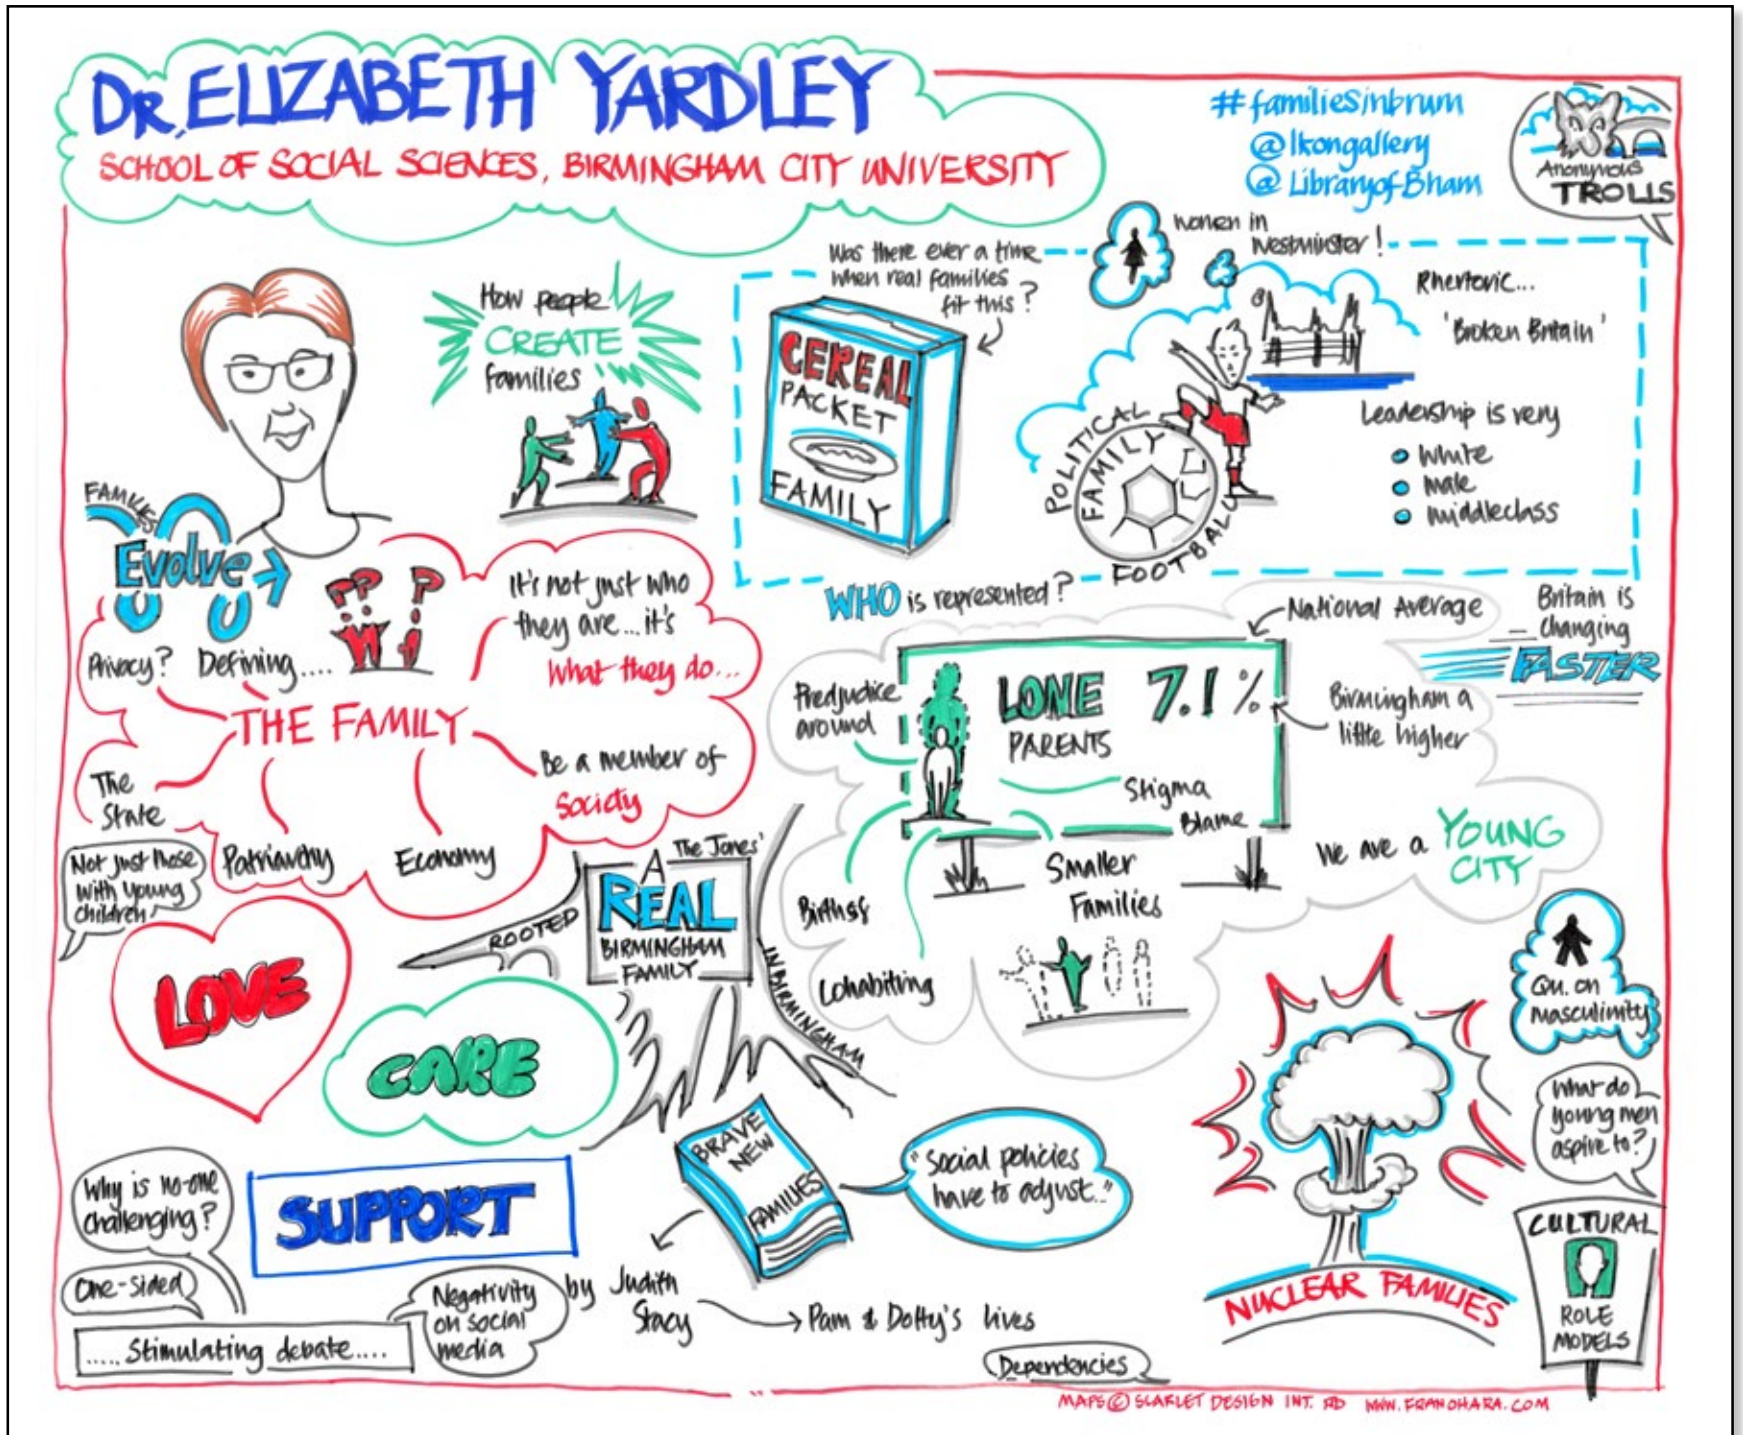 DR. ELIZABETH YARDLEY
SCHOOL OF SOCIAL SCIENCES, BIRMINGHAM CITY UNIVERSITY
#familiesinbrum
@Ikongallery
@LibraryofBham
Anonymous
TROLLS
How people
CREATE
families
Was there ever a time
when real families
fit this?
CEREAL
PACKET
FAMILY
Women in
Westminster!
Rhertoric...
'Broken Britain'
POLITICAL
FAMILY
FOOTBALL
Leadership is very
White
male
middleclass
WHO is represented?
FAMILIES
Evolve
??
?
Privacy? Defining....
It's not just who
they are... it's
What they do...
THE FAMILY
The
State
Patriarchy
Economy
Be a member of
Society
National Average
Britain is
changing
FASTER
Predjudice
around
LONE 7.1%
PARENTS
Stigma
Blame
Birmingham a
little higher
We are a YOUNG
CITY
Smaller
Families
Births
Cohabiting
Not just those
with young
children
LOVE
CARE
SUPPORT
The Jones'
A
REAL
BIRMINGHAM
FAMILY
ROOTED
IN BIRMINGHAM
BRAVE
NEW
FAMILIES
"Social policies
have to adjust.."
by Judith
Stacy
Pam & Dotty's lives
Dependencies
Why is no-one
challenging?
One-sided
..... Stimulating debate....
Negativity
on social
media
NUCLEAR FAMILIES
Qu. on
masculinity
What do
young men
aspire to?
CULTURAL
ROLE
MODELS
MAPS © SCARLET DESIGN INT. WWW.FRANOHARA.COM